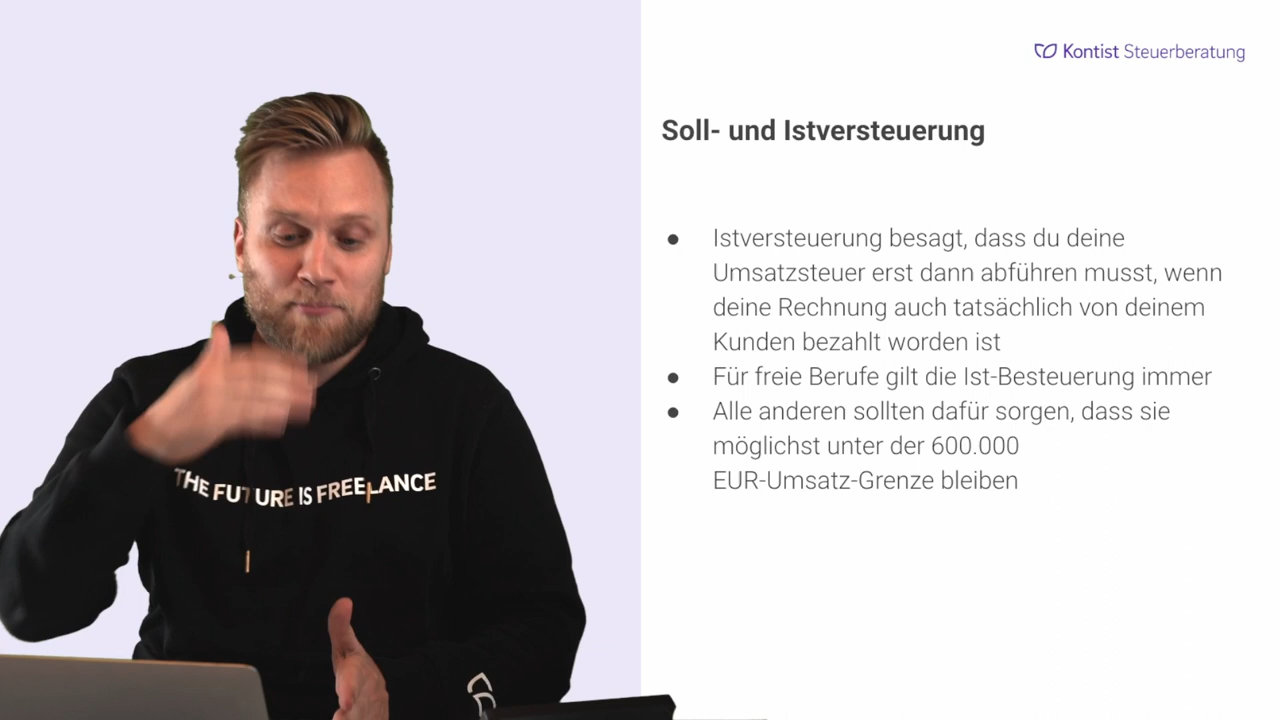 Kontist Steuerberatung
Soll- und Istversteuerung
● Istversteuerung besagt, dass du deine
Umsatzsteuer erst dann abführen musst, wenn
deine Rechnung auch tatsächlich von deinem
Kunden bezahlt worden ist
● Für freie Berufe gilt die Ist-Besteuerung immer
● Alle anderen sollten dafür sorgen, dass sie
möglichst unter der 600.000
EUR-Umsatz-Grenze bleiben
THE FUTURE IS FREELANCE